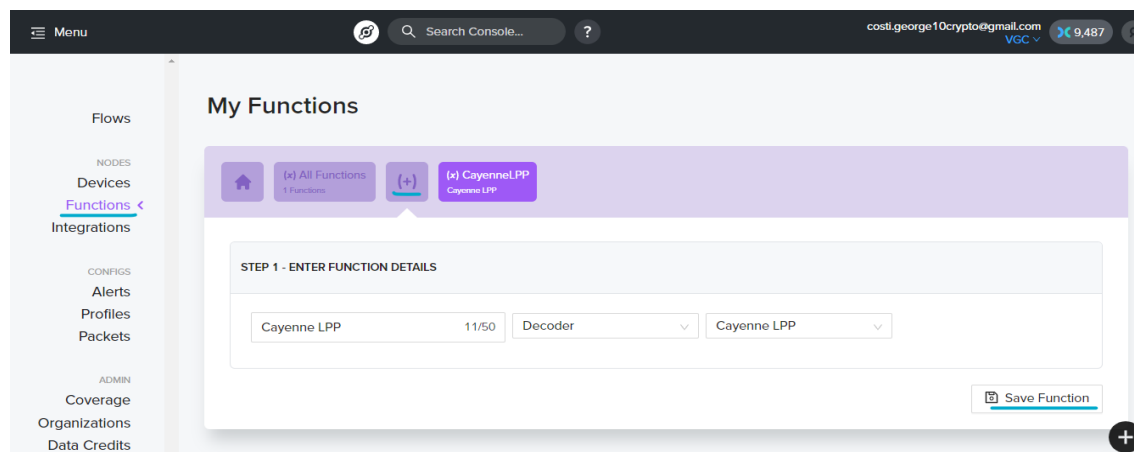 Menu
Search Console...
?
costi.george10crypto@gmail.com
VGC
9,487
Flows
NODES
Devices
Functions
Integrations
CONFIGS
Alerts
Profiles
Packets
ADMIN
Coverage
Organizations
Data Credits
My Functions
(x) All Functions
1 Functions
(+)
(x) CayenneLPP
Cayenne LPP
STEP 1 - ENTER FUNCTION DETAILS
Cayenne LPP 11/50 Decoder Cayenne LPP
Save Function